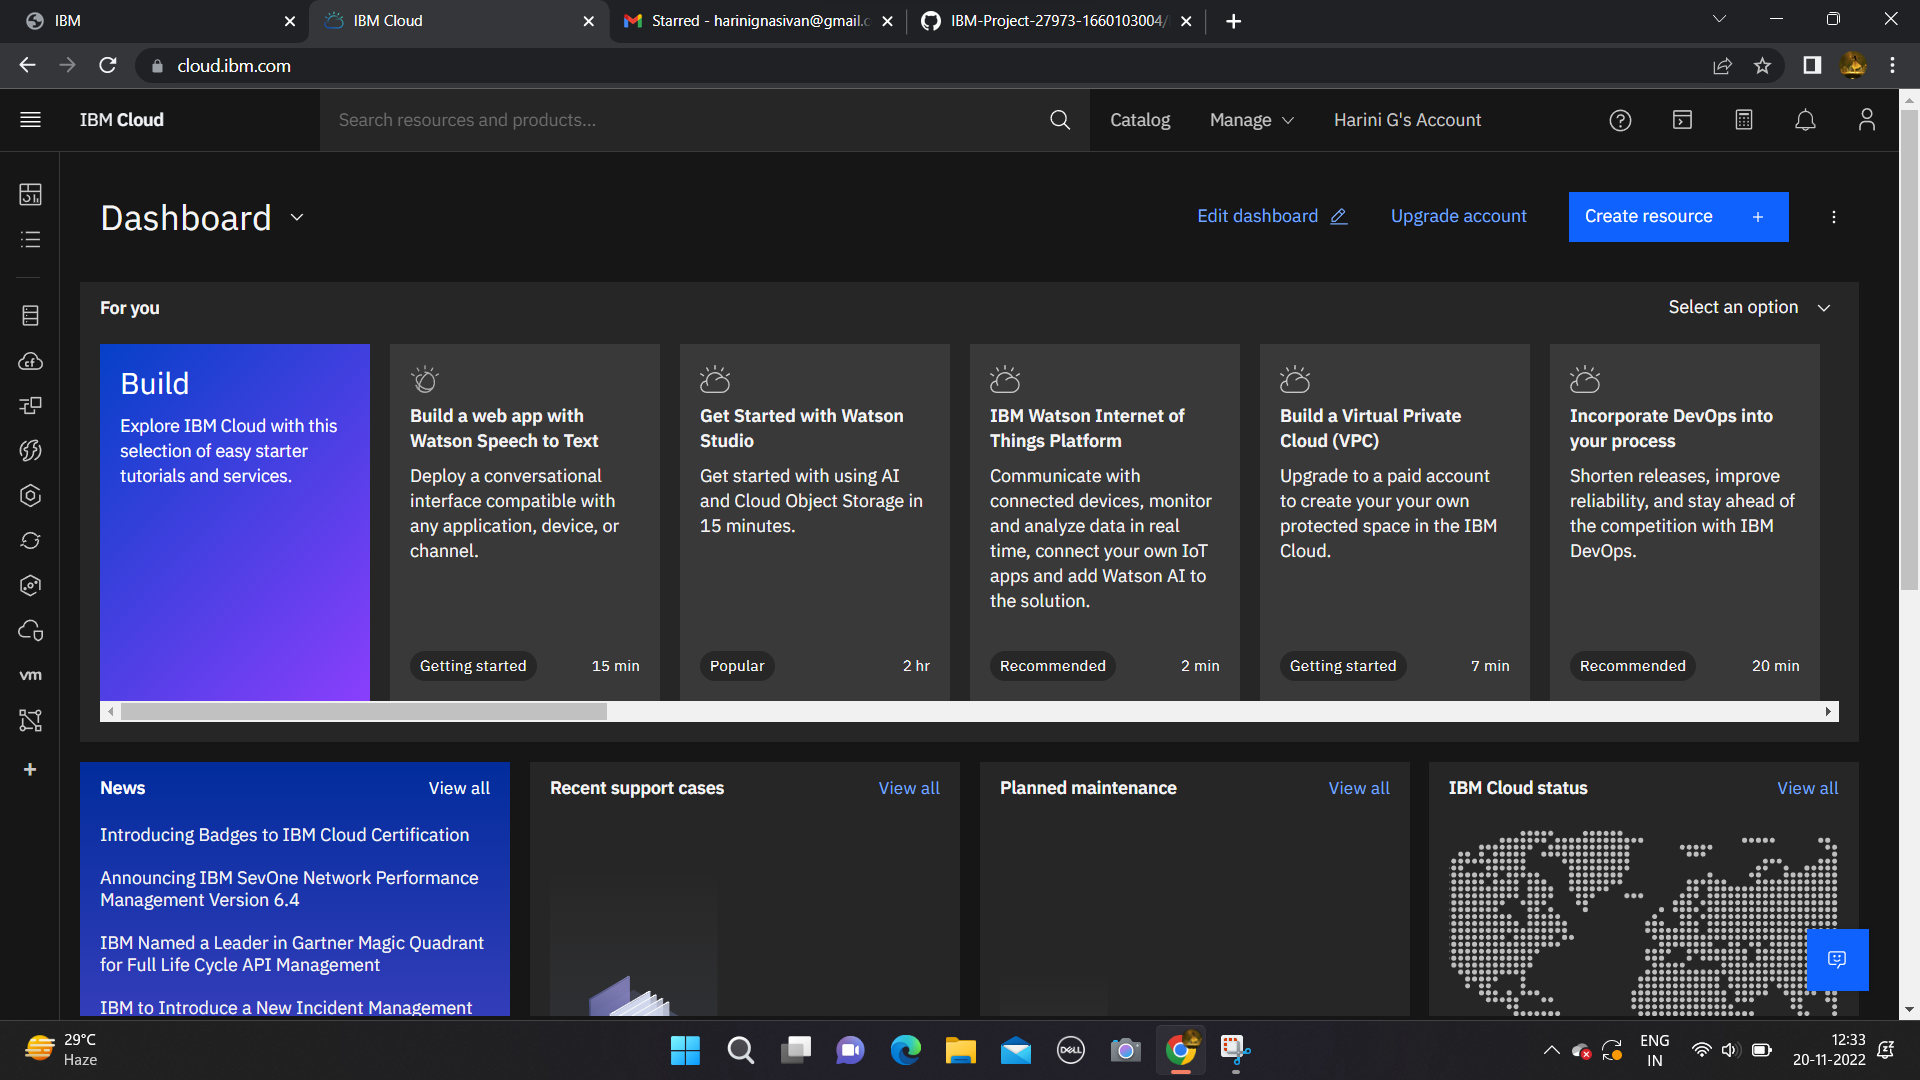 IBM
IBM Cloud
Starred - harinignasivan@gmail.c
IBM-Project-27973-1660103004/
cloud.ibm.com
IBM Cloud
Search resources and products...
Catalog
Manage
Harini G's Account
Dashboard
Edit dashboard
Upgrade account
Create resource +
For you
Select an option
Build
Explore IBM Cloud with this
selection of easy starter
tutorials and services.
Build a web app with
Watson Speech to Text
Deploy a conversational
interface compatible with
any application, device, or
channel.
Getting started
15 min
Get Started with Watson
Studio
Get started with using AI
and Cloud Object Storage in
15 minutes.
Popular
2 hr
IBM Watson Internet of
Things Platform
Communicate with
connected devices, monitor
and analyze data in real
time, connect your own IoT
apps and add Watson AI to
the solution.
Recommended
2 min
Build a Virtual Private
Cloud (VPC)
Upgrade to a paid account
to create your your own
protected space in the IBM
Cloud.
Getting started
7 min
Incorporate DevOps into
your process
Shorten releases, improve
reliability, and stay ahead of
the competition with IBM
DevOps.
Recommended
20 min
cf
vm
News
View all
Introducing Badges to IBM Cloud Certification
Announcing IBM SevOne Network Performance
Management Version 6.4
IBM Named a Leader in Gartner Magic Quadrant
for Full Life Cycle API Management
IBM to Introduce a New Incident Management
Recent support cases
View all
Planned maintenance
View all
IBM Cloud status
View all
29°C
Haze
DELL
ENG
IN
12:33
20-11-2022